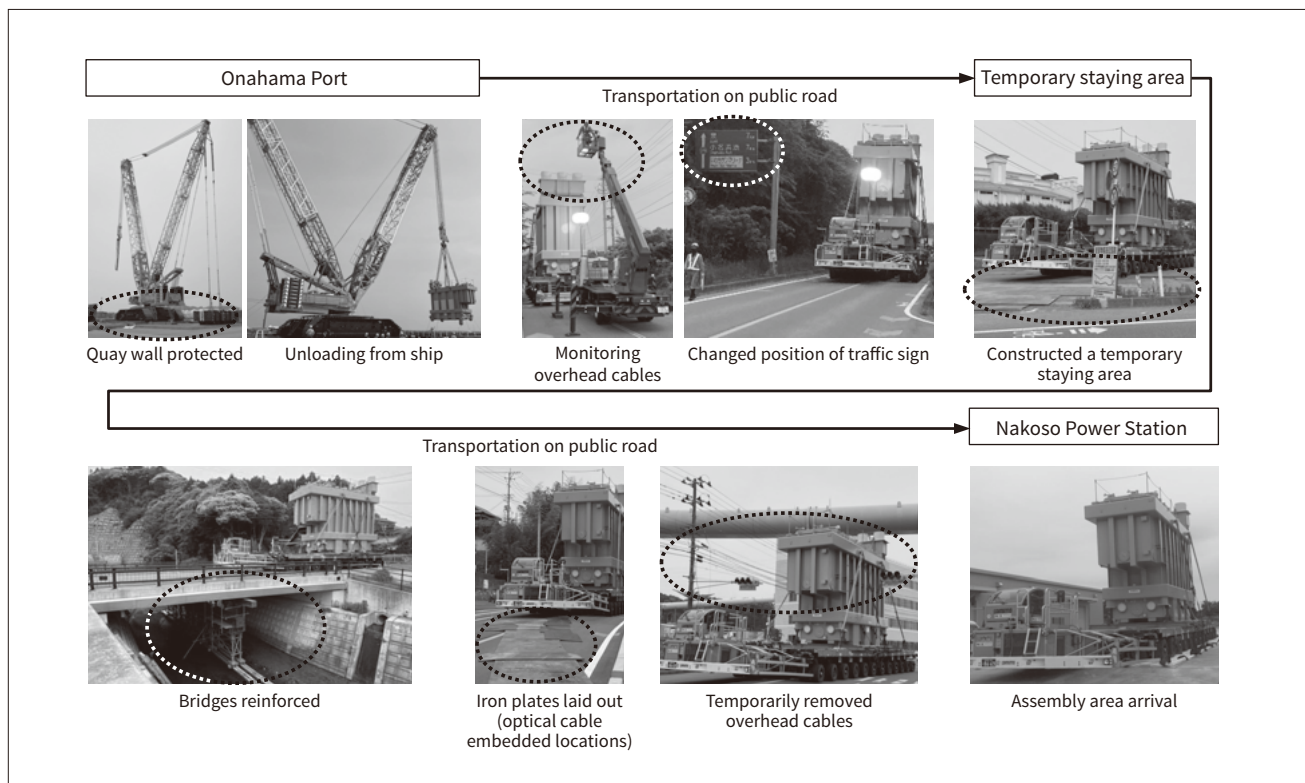 Onahama Port
Temporary staying area
Transportation on public road
Quay wall protected
Unloading from ship
Monitoring
overhead cables
Changed position of traffic sign
Constructed a temporary
staying area
Nakoso Power Station
Transportation on public road
Bridges reinforced
Iron plates laid out
(optical cable
embedded locations)
Temporarily removed
overhead cables
Assembly area arrival